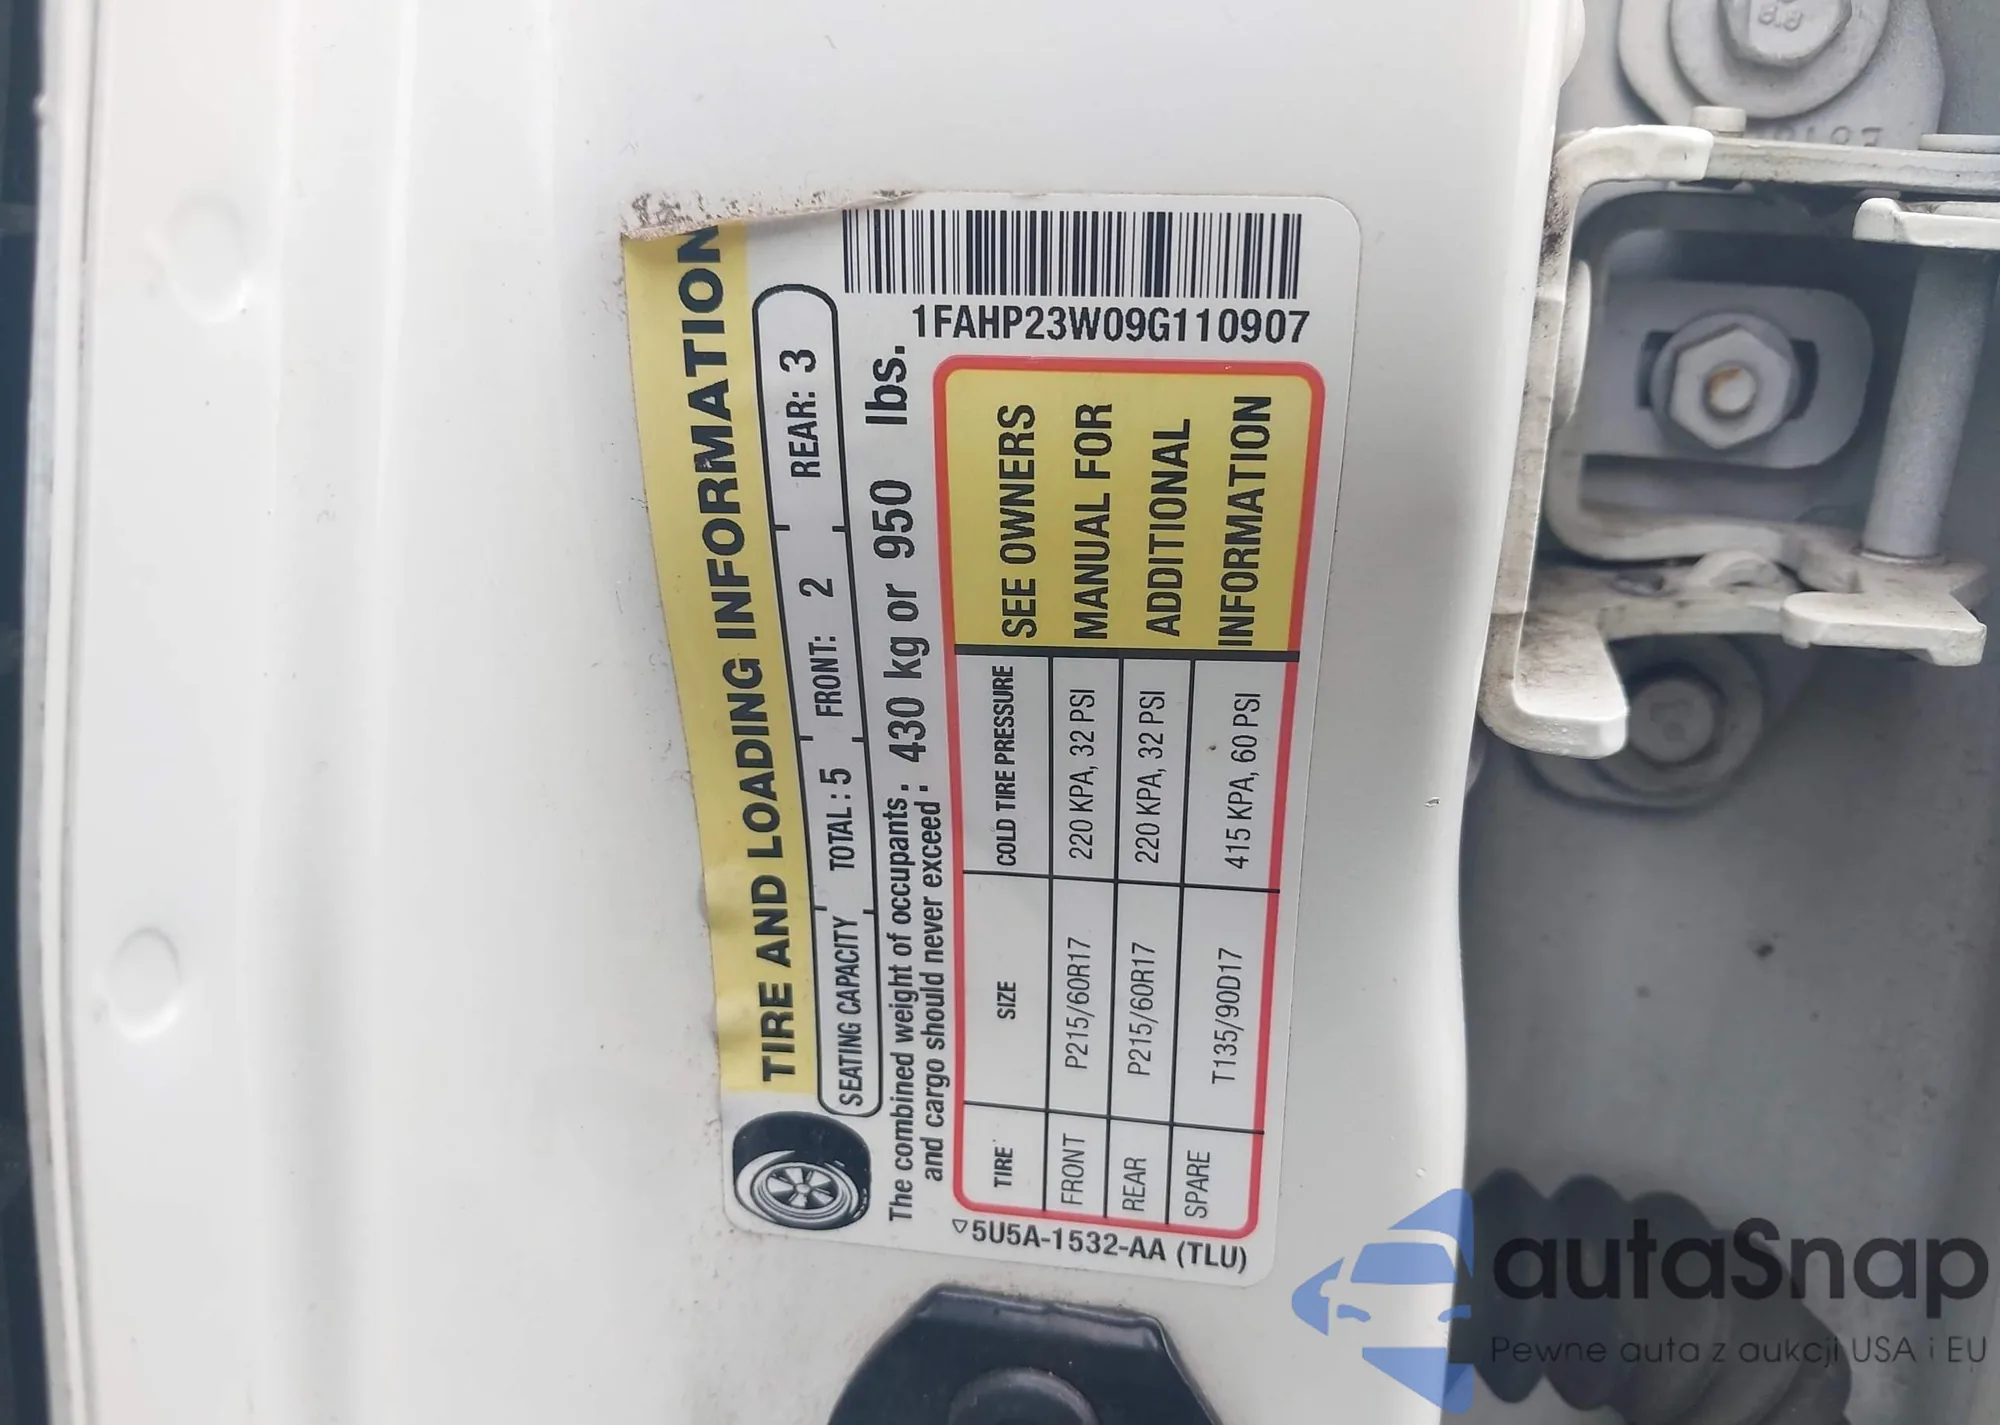 TIRE AND LOADING INFORMATION
SEATING CAPACITY TOTAL: 5 FRONT: 2 REAR: 3
The combined weight of occupants
and cargo should never exceed : 430 kg or 950 lbs.
1FAHP23W09G110907
TIRE SIZE COLD TIRE PRESSURE
FRONT P215/60R17 220 KPA, 32 PSI
REAR P215/60R17 220 KPA, 32 PSI
SPARE T135/90D17 415 KPA, 60 PSI
SEE OWNERS
MANUAL FOR
ADDITIONAL
INFORMATION
5U5A-1532-AA (TLU)
8.8
autoSnap
Pewne auta z aukcji USA i EU